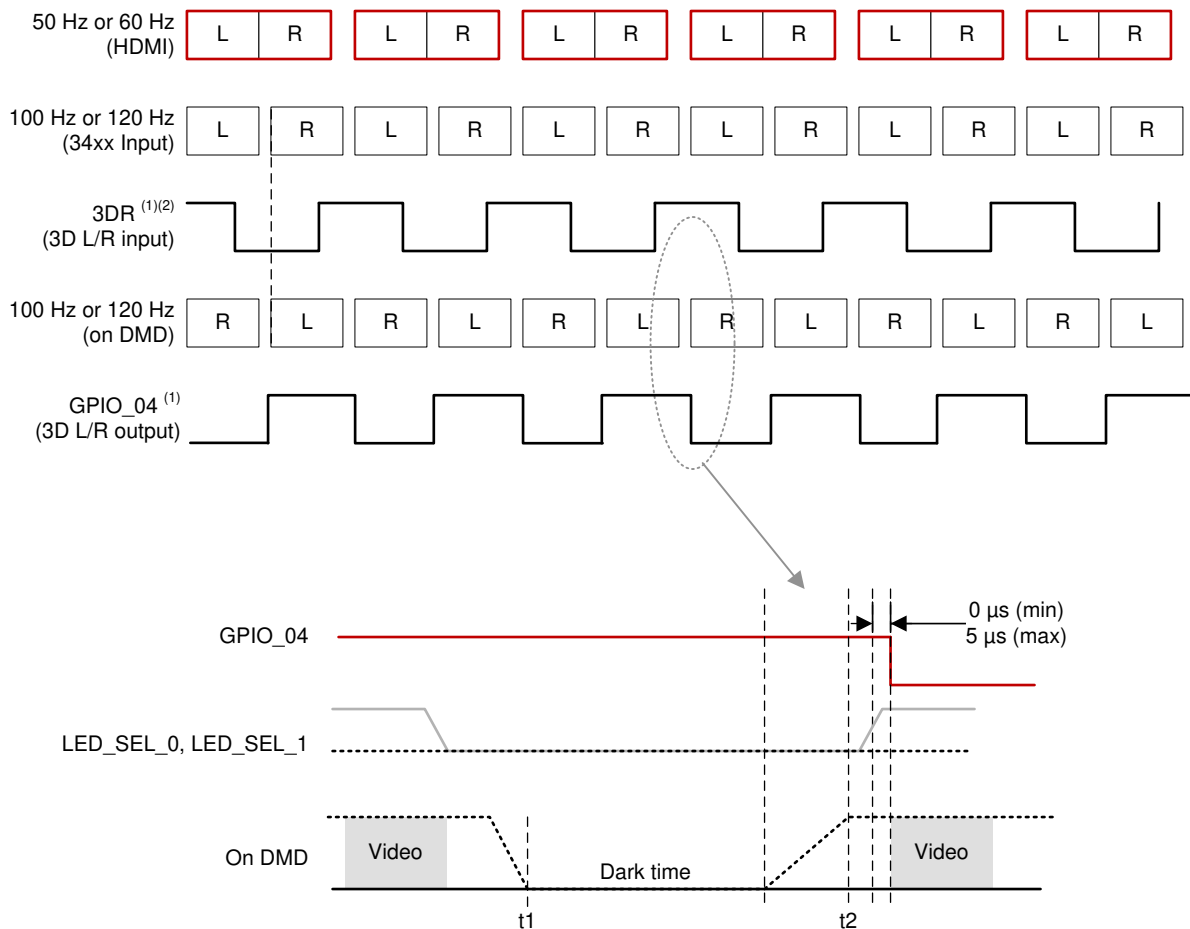 50 Hz or 60 Hz
(HDMI)
L R L R L R L R L R L R
100 Hz or 120 Hz
(34xx Input)
L R L R L R L R L R L R
3DR (1)(2)
(3D L/R input)
100 Hz or 120 Hz
(on DMD)
R L R L R L R L R L R L
GPIO_04 (1)
(3D L/R output)
0 µs (min)
5 µs (max)
GPIO_04
LED_SEL_0, LED_SEL_1
On DMD
Video
Dark time
Video
t1
t2